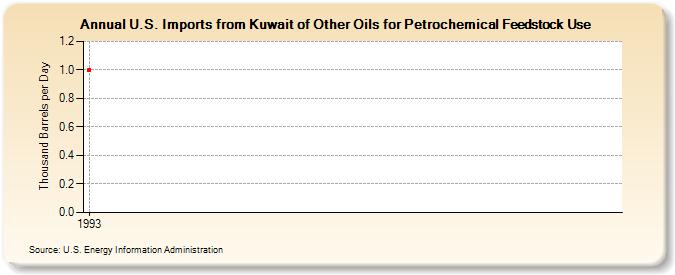 Annual U.S. Imports from Kuwait of Other Oils for Petrochemical Feedstock Use
Thousand Barrels per Day
1.2
1.0
0.8
0.6
0.4
0.2
0.0
1993
Source: U.S. Energy Information Administration